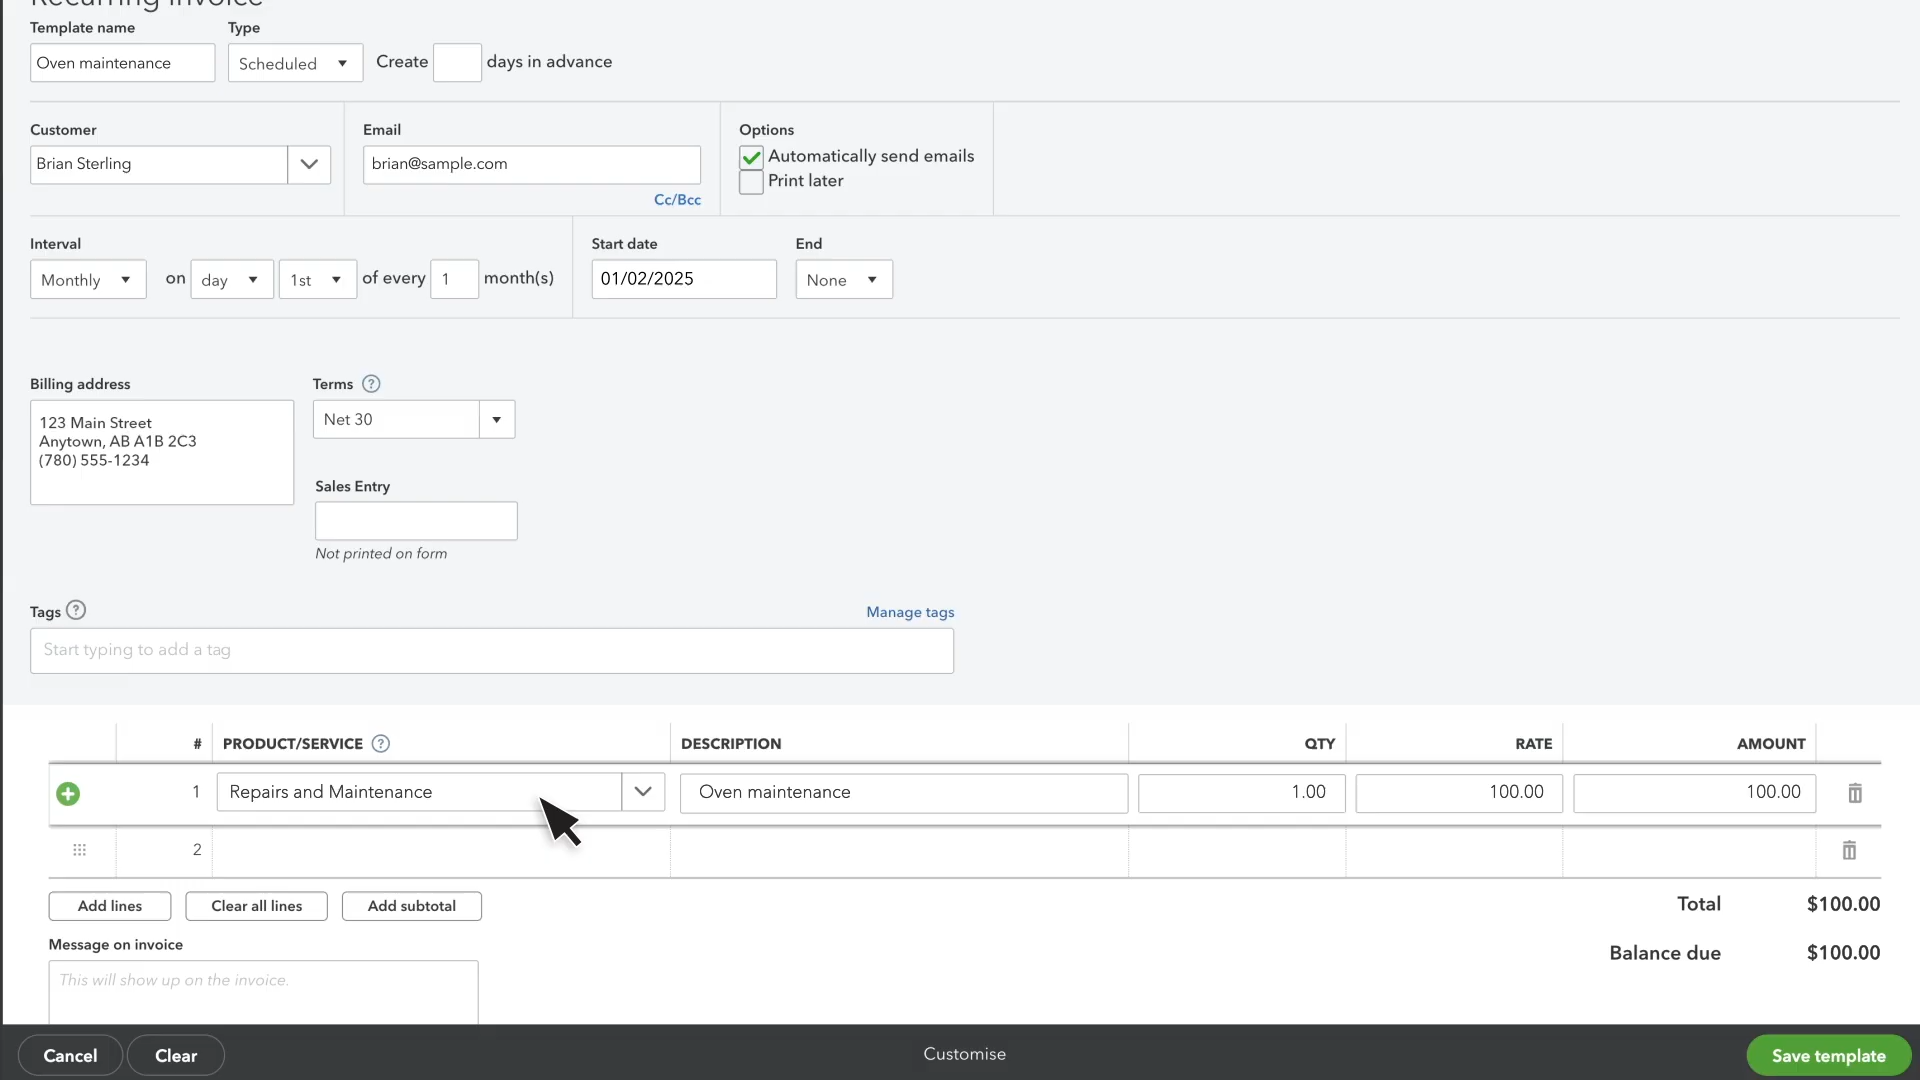 Recurring Invoice
Template name
Type
Oven maintenance
Scheduled
Create
days in advance
Customer
Email
Options
Brian Sterling
brian@sample.com
Automatically send emails
Print later
Cc/Bcc
Interval
Start date
End
Monthly
on
day
1st
of every
1
month(s)
01/02/2025
None
Billing address
Terms ?
123 Main Street
Anytown, AB A1B 2C3
(780) 555-1234
Net 30
Sales Entry
Not printed on form
Tags ?
Manage tags
Start typing to add a tag
# PRODUCT/SERVICE ? DESCRIPTION QTY RATE AMOUNT
1 Repairs and Maintenance Oven maintenance 1.00 100.00 100.00
2
Add lines
Clear all lines
Add subtotal
Total $100.00
Message on invoice
Balance due $100.00
This will show up on the invoice.
Cancel
Clear
Customise
Save template